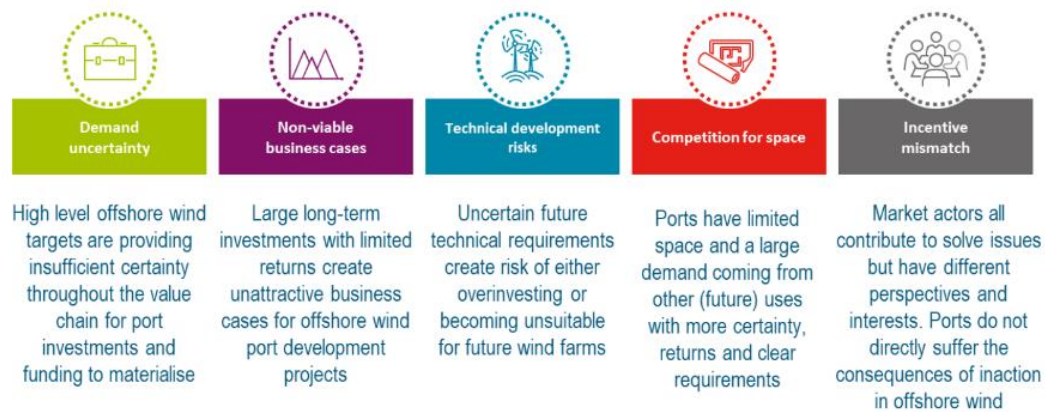 Demand
uncertainty
High level offshore wind
targets are providing
insufficient certainty
throughout the value
chain for port
investments and
funding to materialise
Non-viable
business cases
Large long-term
investments with limited
returns create
unattractive business
cases for offshore wind
port development
projects
Technical development
risks
Uncertain future
technical requirements
create risk of either
overinvesting or
becoming unsuitable
for future wind farms
Competition for space
Ports have limited
space and a large
demand coming from
other (future) uses
with more certainty,
returns and clear
requirements
Incentive
mismatch
Market actors all
contribute to solve issues
but have different
perspectives and
interests. Ports do not
directly suffer the
consequences of inaction
in offshore wind